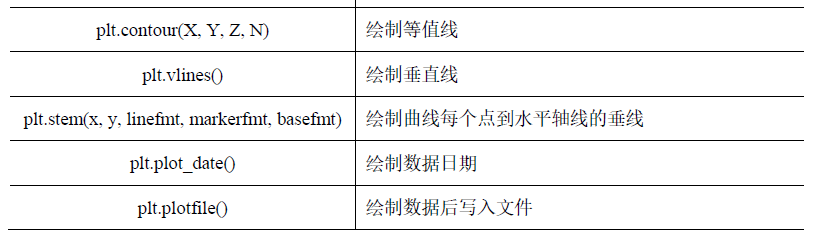 plt.contour(X, Y, Z, N) 绘制等值线
plt.vlines() 绘制垂直线
plt.stem(x, y, linefmt, markerfmt, basefmt) 绘制曲线每个点到水平轴线的垂线
plt.plot_date() 绘制数据日期
plt.plotfile() 绘制数据后写入文件